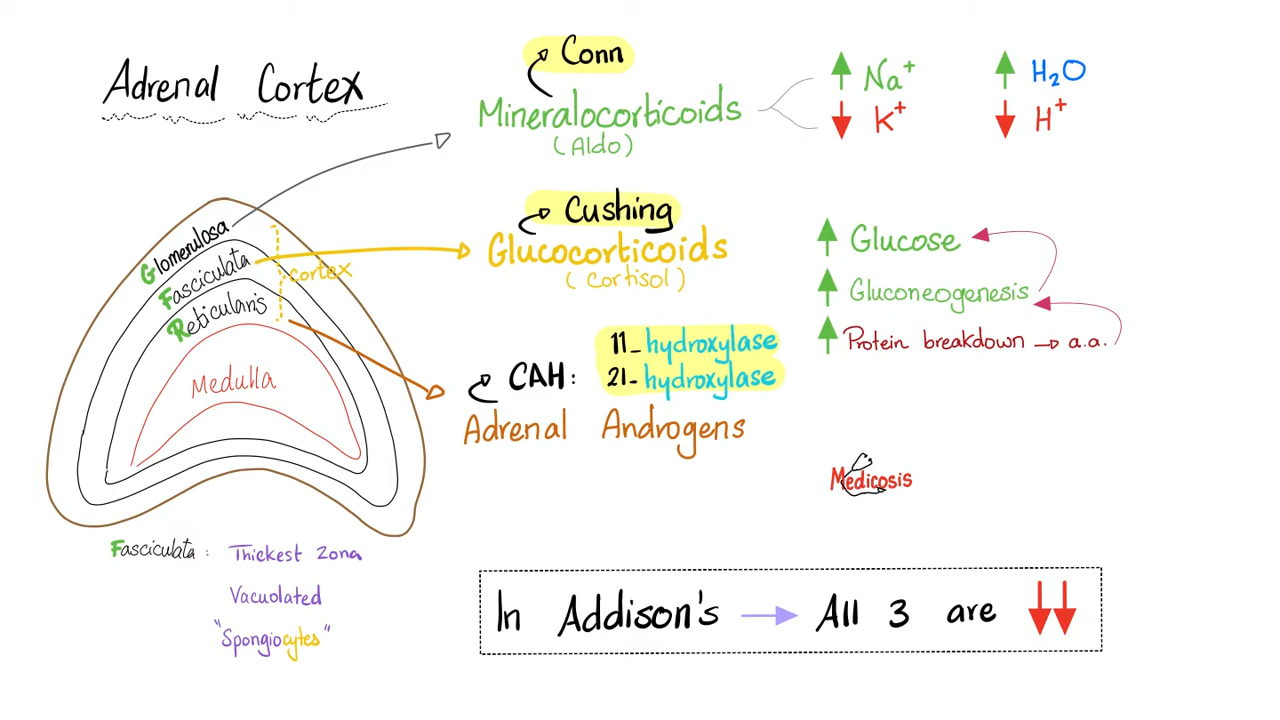 Adrenal Cortex
Conn
Mineralocorticoids
(Aldo)
↑ Na⁺
↓ K⁺
↑ H₂O
↓ H⁺
Glomerulosa
Fasciculata
Reticularis
cortex
Medulla
Cushing
Glucocorticoids
(Cortisol)
↑ Glucose
↑ Gluconeogenesis
↑ Protein breakdown → a.a.
CAH: 11-hydroxylase
21-hydroxylase
Adrenal Androgens
Medicosis
Fasciculata: Thickest Zona
Vacuolated
"Spongiocytes"
In Addison's → All 3 are ↓↓